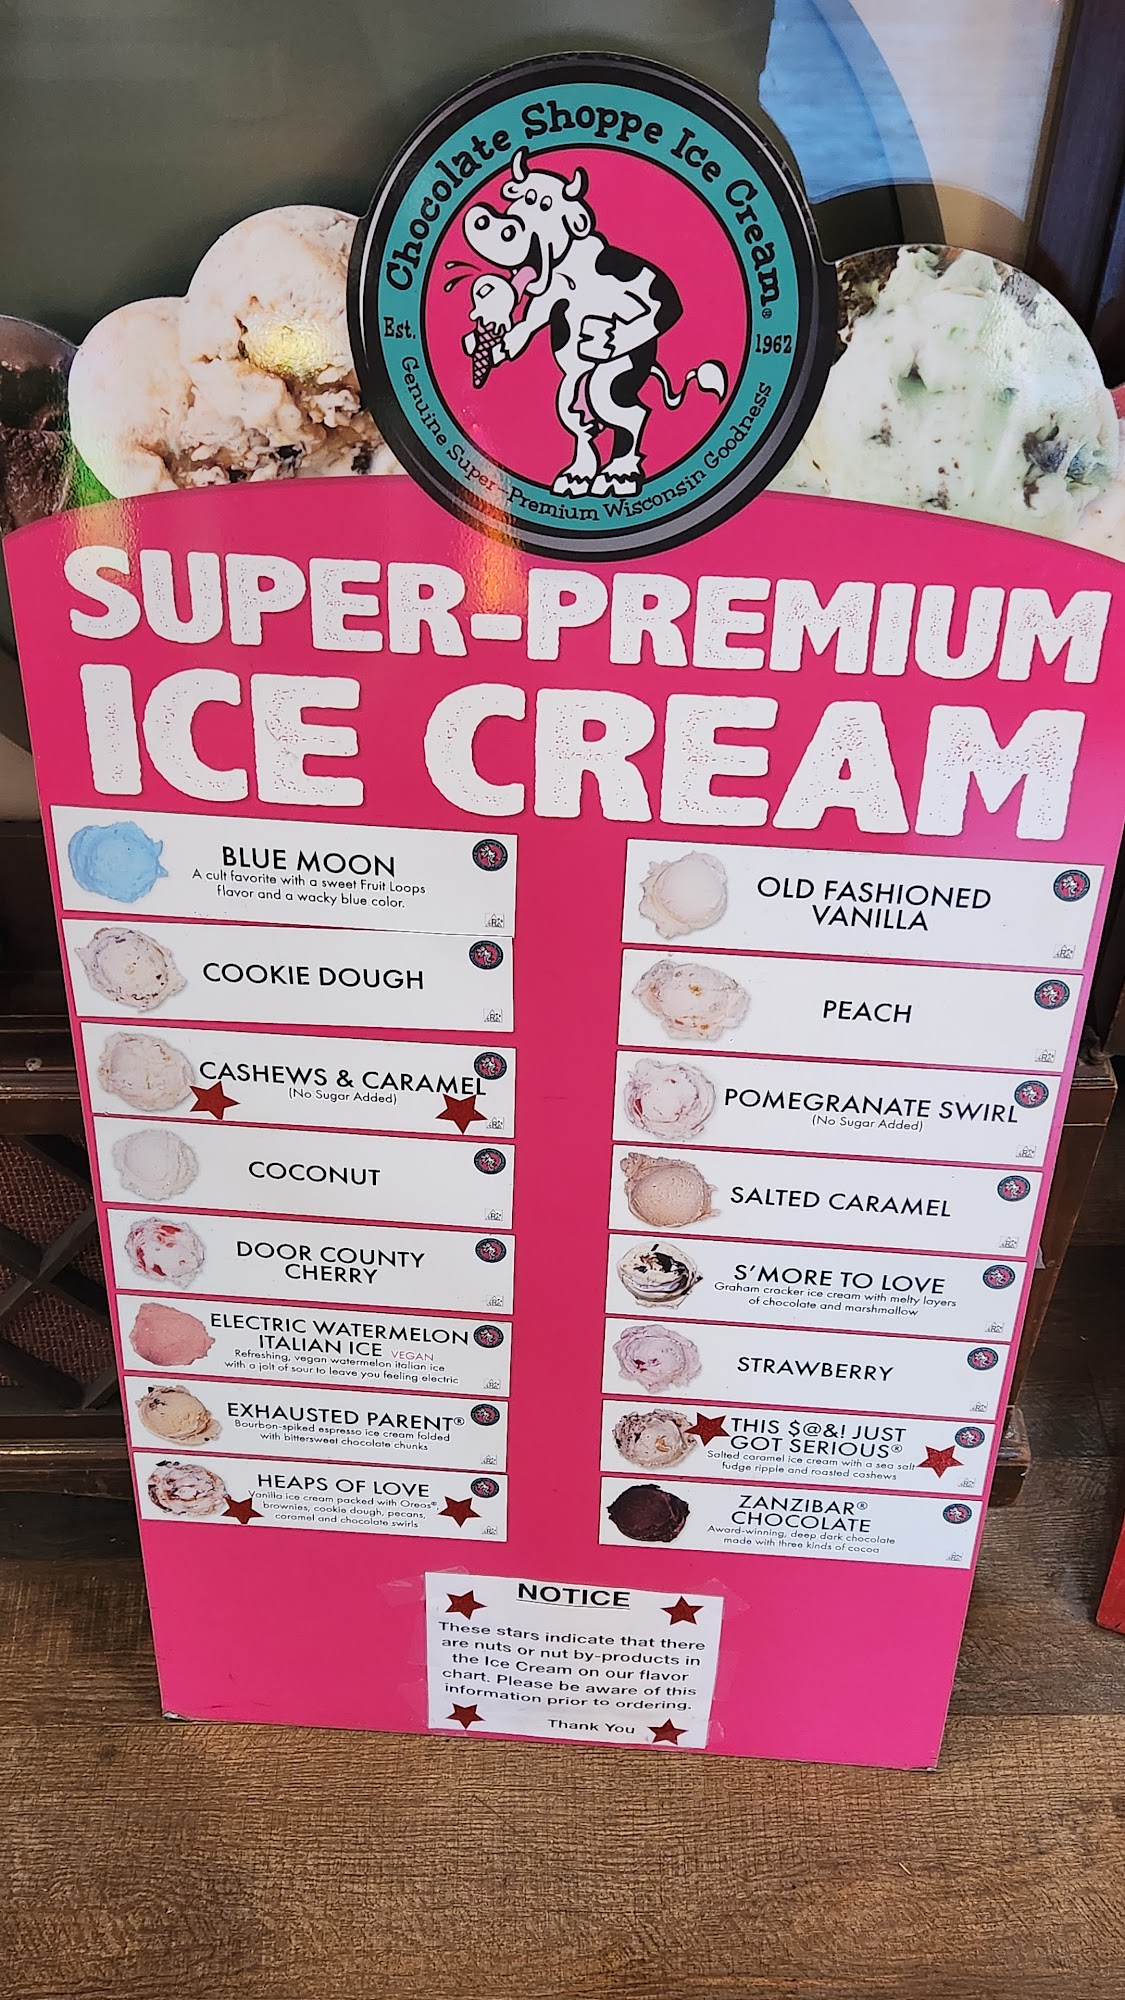 Chocolate Shoppe Ice Cream®
Est. 1962
Genuine Super-Premium Wisconsin Goodness
SUPER-PREMIUM
ICE CREAM
BLUE MOON
A cult favorite with a sweet Fruit Loops
flavor and a wacky blue color.
COOKIE DOUGH
CASHEWS & CARAMEL
(No Sugar Added)
COCONUT
DOOR COUNTY
CHERRY
ELECTRIC WATERMELON
ITALIAN ICE VEGAN
Refreshing, vegan watermelon italian ice
with a jolt of sour to leave you feeling electric
EXHAUSTED PARENT®
Bourbon-spiked espresso ice cream folded
with bittersweet chocolate chunks
HEAPS OF LOVE
Vanilla ice cream packed with Oreos®,
brownies, cookie dough, pecans,
caramel and chocolate swirls
OLD FASHIONED
VANILLA
PEACH
POMEGRANATE SWIRL
(No Sugar Added)
SALTED CARAMEL
S'MORE TO LOVE
Graham cracker ice cream with melty layers
of chocolate and marshmallow
STRAWBERRY
THIS $@&! JUST
GOT SERIOUS®
Salted caramel ice cream with a sea salt
fudge ripple and roasted cashews
ZANZIBAR®
CHOCOLATE
Award-winning, deep dark chocolate
made with three kinds of cocoa
NOTICE
These stars indicate that there
are nuts or nut by-products in
the Ice Cream on our flavor
chart. Please be aware of this
information prior to ordering.
Thank You